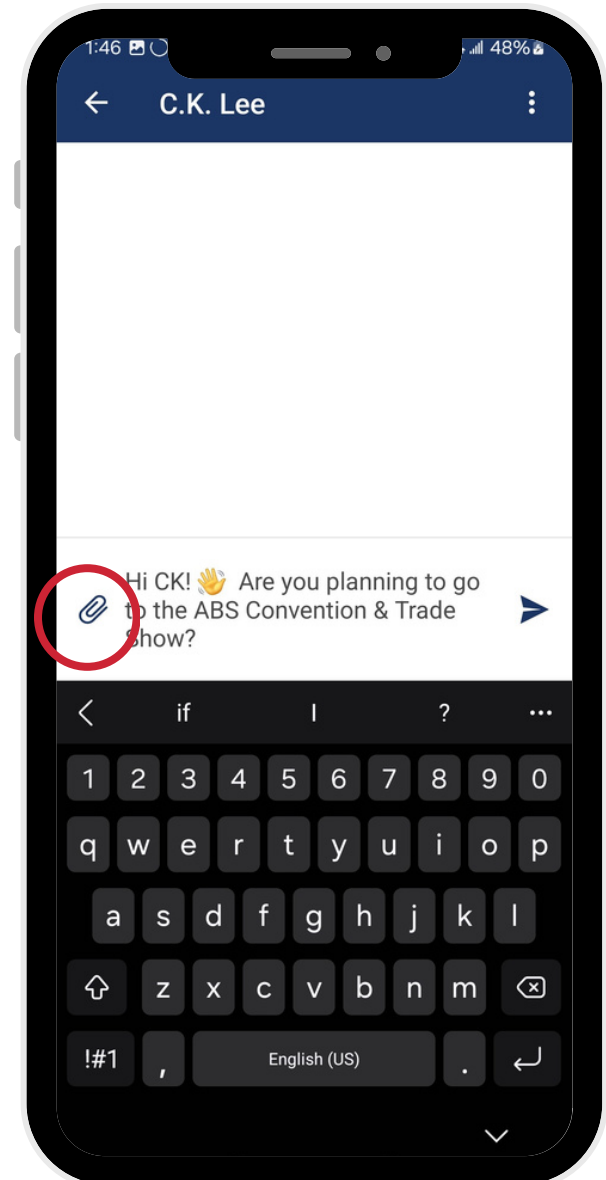 1:46 48%
C.K. Lee
Hi CK! 👋 Are you planning to go
to the ABS Convention & Trade
Show?
if I ? ...
1 2 3 4 5 6 7 8 9 0
q w e r t y u i o p
a s d f g h j k l
z x c v b n m
!#1 , English (US) .